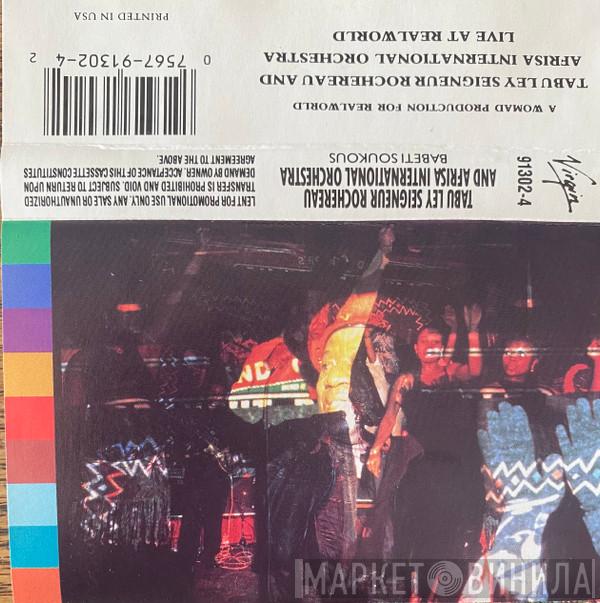 A WOMAD PRODUCTION FOR REALWORLD
TABU LEY SEIGNEUR ROCHEREAU AND
AFRISA INTERNATIONAL ORCHESTRA
LIVE AT REALWORLD
0 7567-91302-4 2
PRINTED IN USA
Virgin
91302-4
TABU LEY SEIGNEUR ROCHEREAU
AND AFRISA INTERNATIONAL ORCHESTRA
BABETI SOUKOUS
LENT FOR PROMOTIONAL USE ONLY. ANY SALE OR UNAUTHORIZED
TRANSFER IS PROHIBITED AND VOID. SUBJECT TO RETURN UPON
DEMAND BY OWNER. ACCEPTANCE OF THIS CASSETTE CONSTITUTES
AGREEMENT TO THE ABOVE.
МАРКЕТ ВИНИЛА